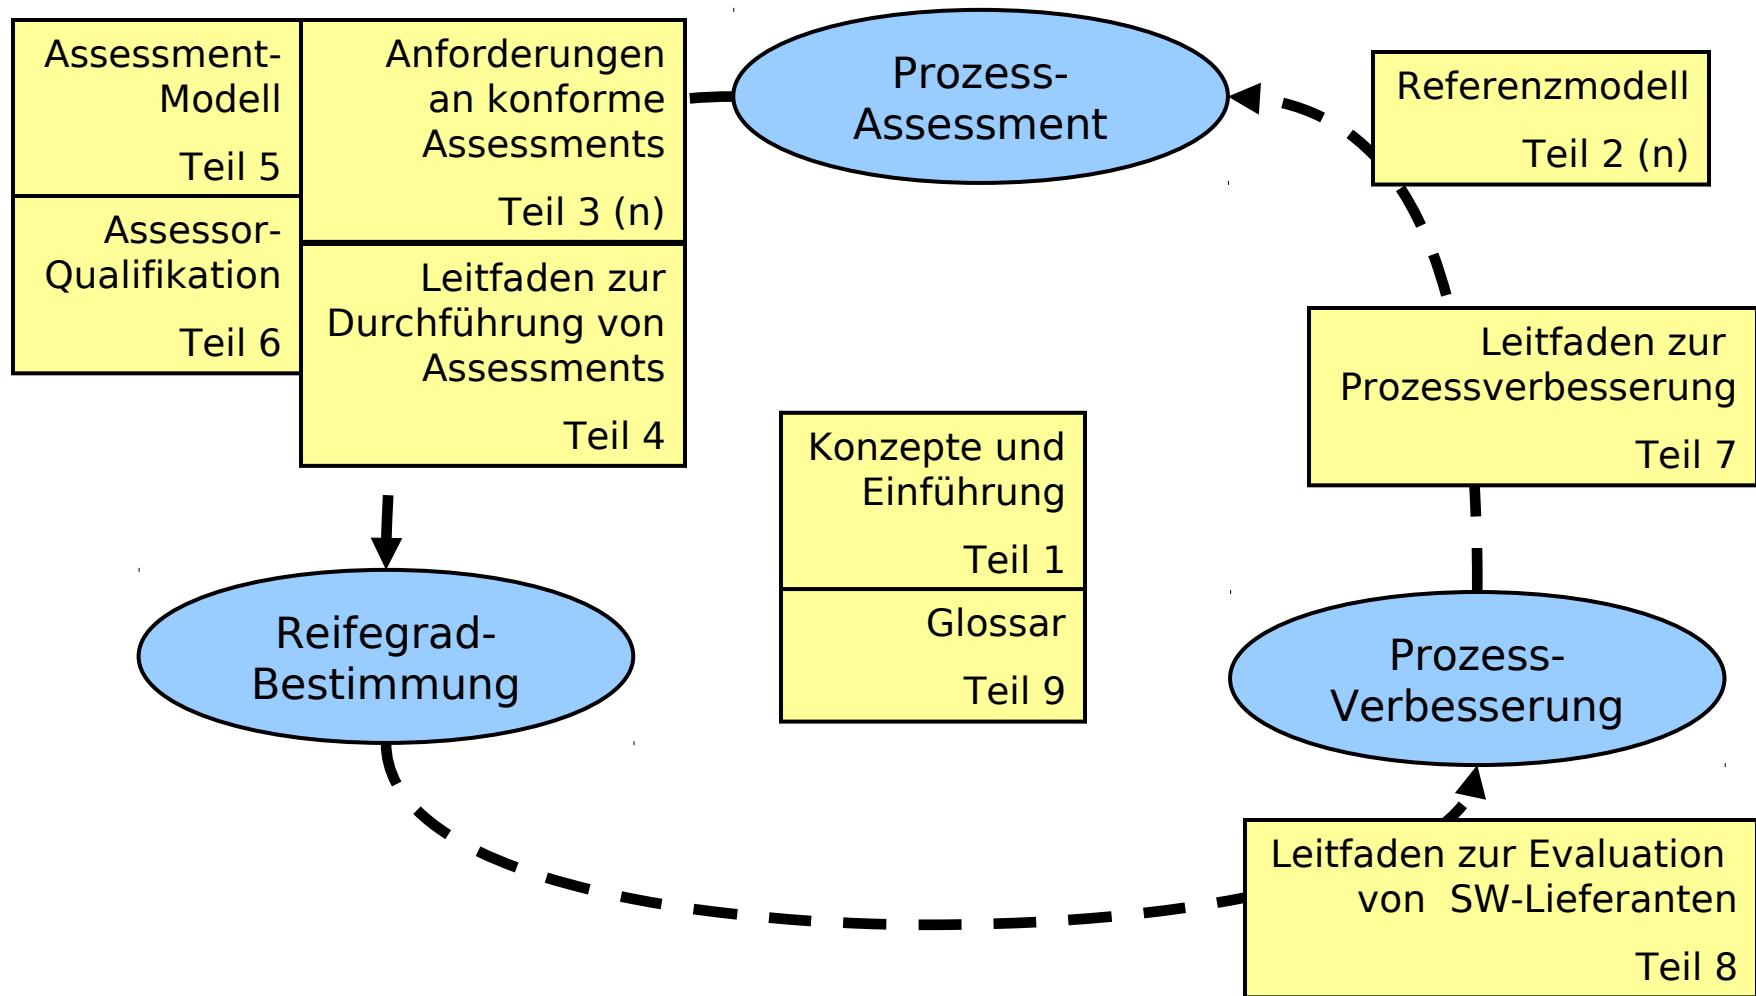 Assessment-
Modell
Teil 5
Anforderungen
an konforme
Assessments
Teil 3 (n)
Prozess-
Assessment
Referenzmodell
Teil 2 (n)
Assessor-
Qualifikation
Teil 6
Leitfaden zur
Durchführung von
Assessments
Teil 4
Leitfaden zur
Prozessverbesserung
Teil 7
Konzepte und
Einführung
Teil 1
Glossar
Teil 9
Reifegrad-
Bestimmung
Prozess-
Verbesserung
Leitfaden zur Evaluation
von SW-Lieferanten
Teil 8